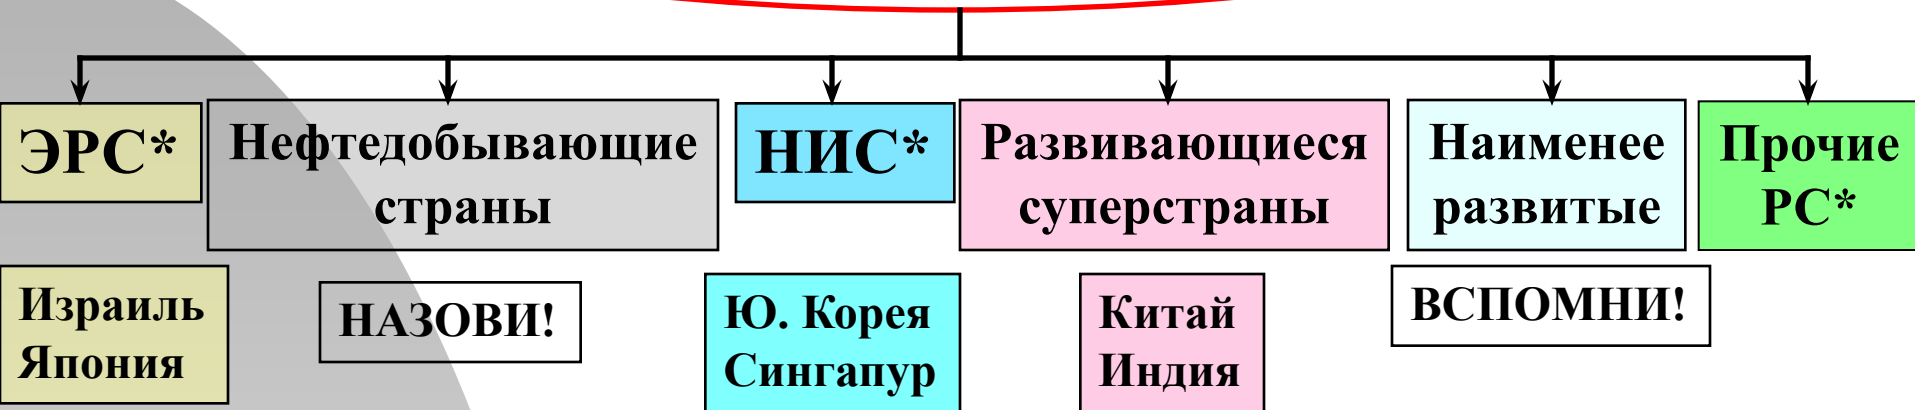 ЭРС*
Нефтедобывающие
страны
НИС*
Развивающиеся
суперстраны
Наименее
развитые
Прочие
РС*
Израиль
Япония
НАЗОВИ!
Ю. Корея
Сингапур
Китай
Индия
ВСПОМНИ!